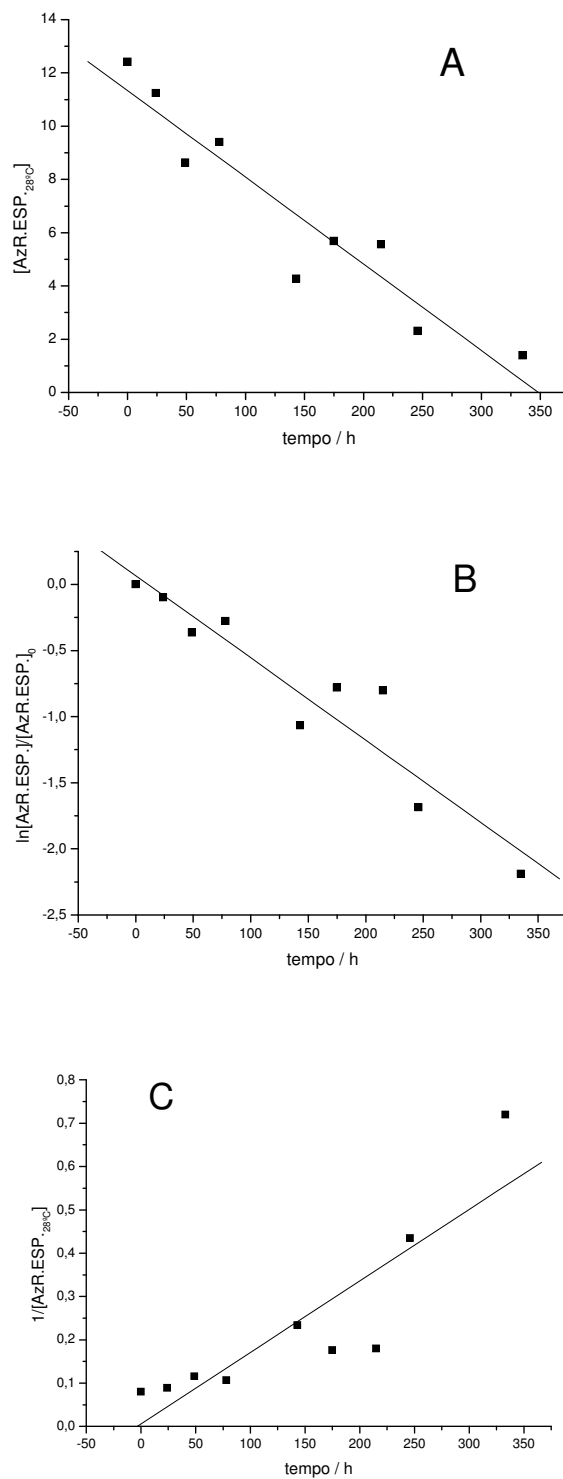 A
14
12
10
8
6
4
2
0
[AzR.ESP.28ºC]
-50 0 50 100 150 200 250 300 350
tempo / h
B
0,0
-0,5
-1,0
-1,5
-2,0
-2,5
ln[AzR.ESP.]/[AzR.ESP.]0
-50 0 50 100 150 200 250 300 350
tempo / h
C
0,8
0,7
0,6
0,5
0,4
0,3
0,2
0,1
0,0
1/[AzR.ESP.28ºC]
-50 0 50 100 150 200 250 300 350
tempo / h